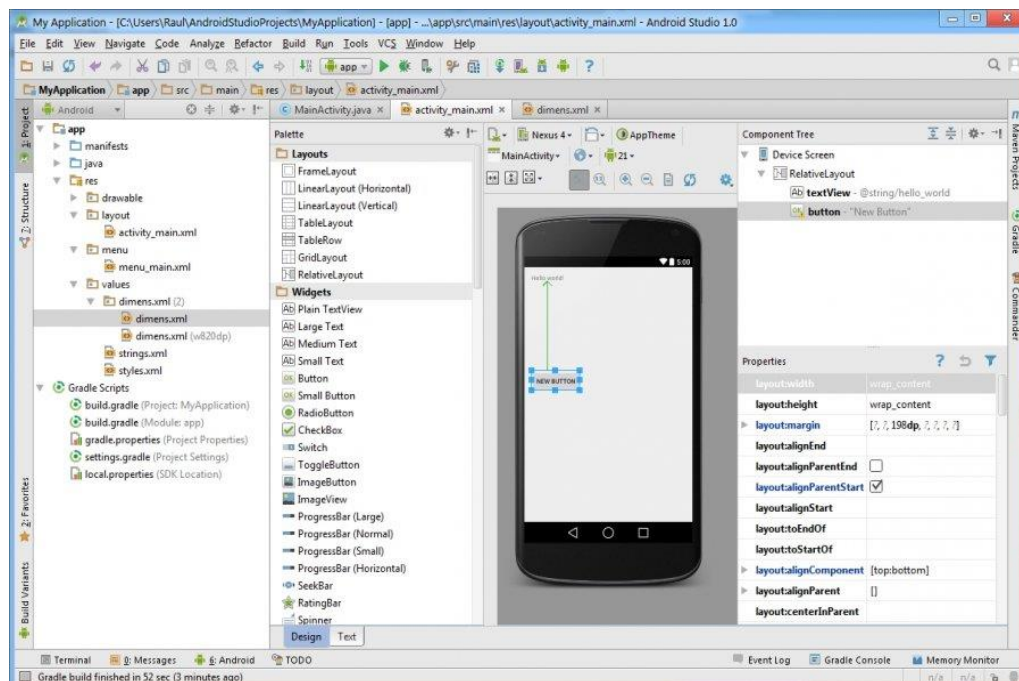 My Application - [C:\Users\Raul\AndroidStudioProjects\MyApplication] - [app] - ...\app\src\main\res\layout\activity_main.xml - Android Studio 1.0
File Edit View Navigate Code Analyze Refactor Build Run Tools VCS Window Help
app
MyApplication app src main res layout activity_main.xml
1: Project
Z: Structure
2: Favorites
Build Variants
Android
app
manifests
java
res
drawable
layout
activity_main.xml
menu
menu_main.xml
values
dimens.xml (2)
dimens.xml
dimens.xml (w820dp)
strings.xml
styles.xml
Gradle Scripts
build.gradle (Project: MyApplication)
build.gradle (Module: app)
gradle.properties (Project Properties)
settings.gradle (Project Settings)
local.properties (SDK Location)
MainActivity.java activity_main.xml dimens.xml
Palette
Layouts
FrameLayout
LinearLayout (Horizontal)
LinearLayout (Vertical)
TableLayout
TableRow
GridLayout
RelativeLayout
Widgets
Ab Plain TextView
Ab Large Text
Ab Medium Text
Ab Small Text
OK Button
OK Small Button
RadioButton
CheckBox
Switch
ToggleButton
ImageButton
ImageView
ProgressBar (Large)
ProgressBar (Normal)
ProgressBar (Small)
ProgressBar (Horizontal)
SeekBar
RatingBar
Spinner
Design Text
Nexus 4 AppTheme
MainActivity 21
5:00
Hello world!
NEW BUTTON
Component Tree
Device Screen
RelativeLayout
Ab textView - @string/hello_world
button - "New Button"
Properties
layout:width wrap_content
layout:height wrap_content
layout:margin [?, ?, 198dp, ?, ?, ?, ?]
layout:alignEnd
layout:alignParentEnd
layout:alignParentStart
layout:alignStart
layout:toEndOf
layout:toStartOf
layout:alignComponent [top:bottom]
layout:alignParent []
layout:centerInParent
m Maven Projects
Gradle
Commander
Terminal 0: Messages 6: Android TODO
Event Log Gradle Console Memory Monitor
Gradle build finished in 52 sec (3 minutes ago)
n/a n/a